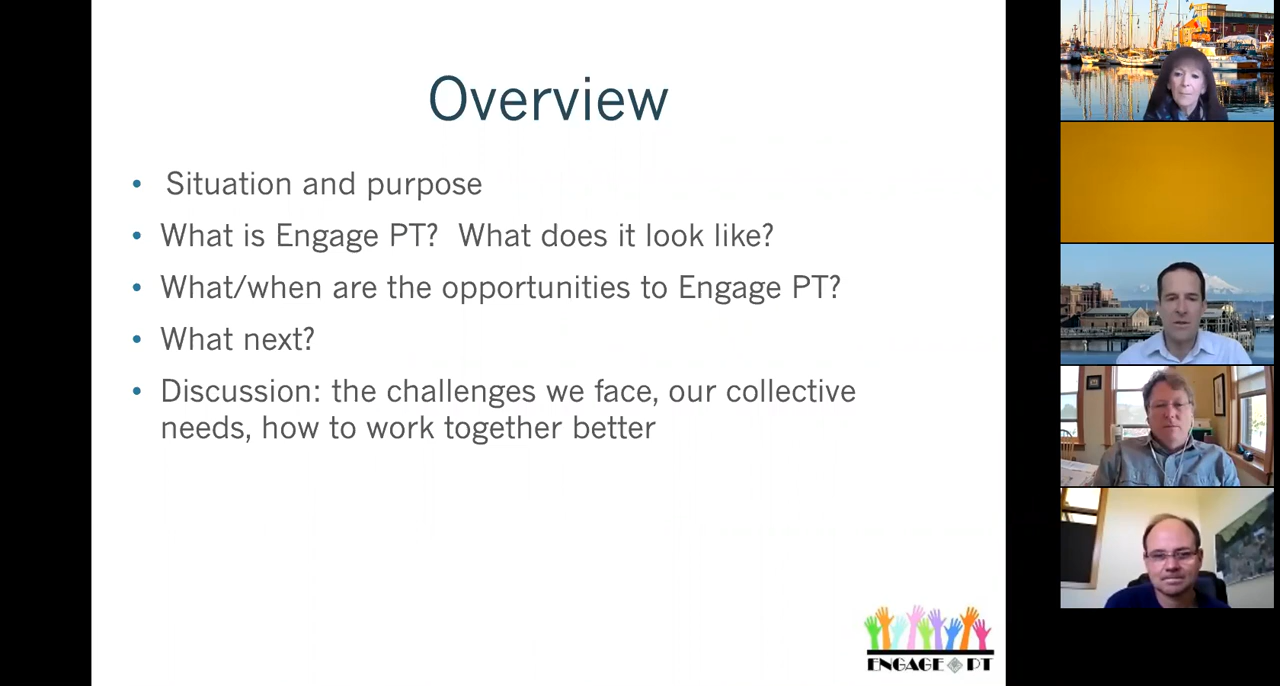 Overview
• Situation and purpose
• What is Engage PT? What does it look like?
• What/when are the opportunities to Engage PT?
• What next?
• Discussion: the challenges we face, our collective
needs, how to work together better
ENGAGE PT